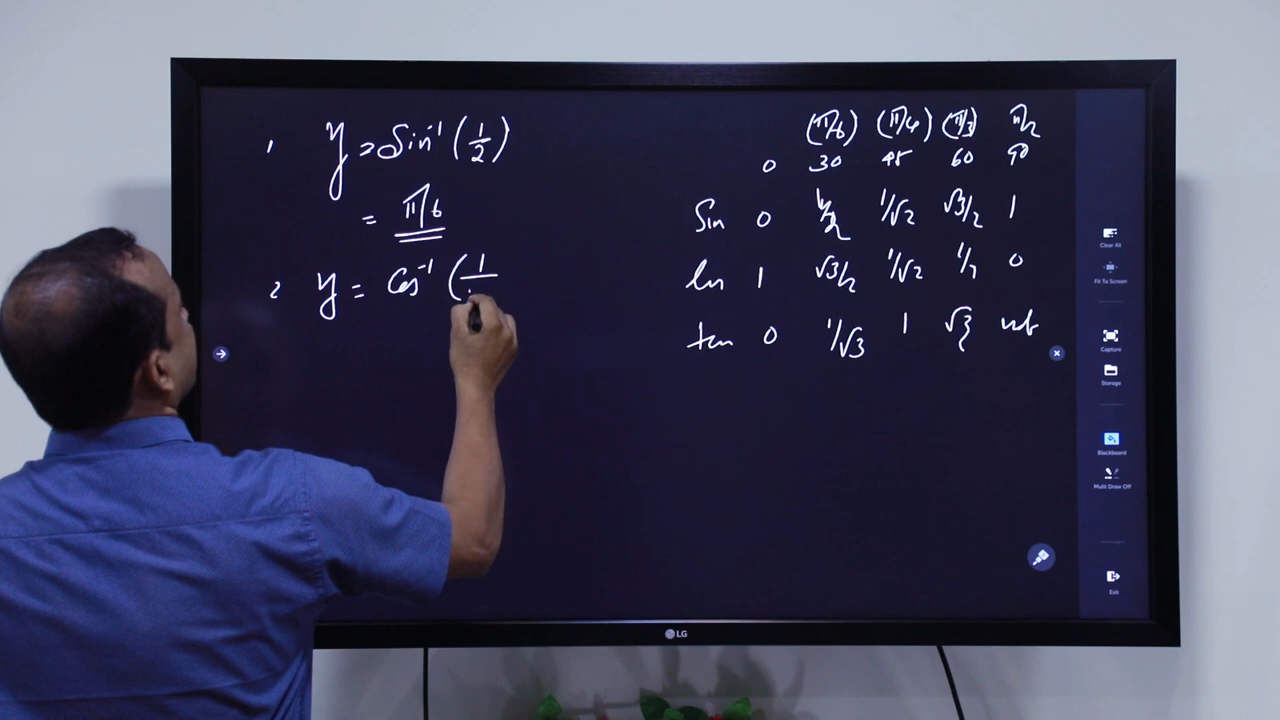 1 y = Sin⁻¹ (1/2)
= π/6
2 y = Cos⁻¹ (1
(π/6) (π/4) (π/3) π/2
0 30 45 60 90
Sin 0 1/2 1/√2 √3/2 1
1 √3/2 1/√2 1/2 0
tan 0 1/√3 1 √3
Clear All
Fit To Screen
Capture
Storage
Blackboard
Multi Draw Off
Exit
LG